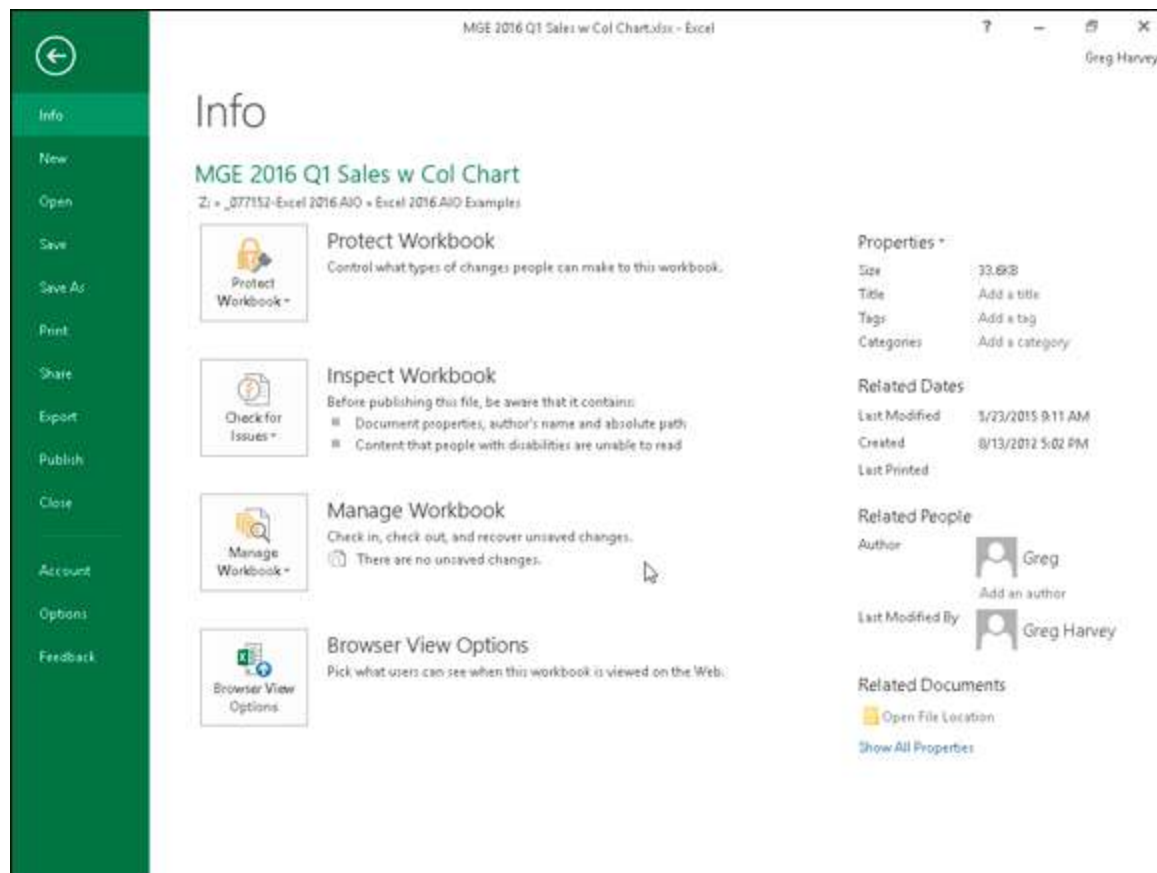 MGE 2016 Q1 Sales w Col Chart.xlsx - Excel
?
Greg Harvey
Info
New
Open
Save
Save As
Print
Share
Export
Publish
Close
Account
Options
Feedback
Info
MGE 2016 Q1 Sales w Col Chart
Z: » _077152-Excel 2016 AIO » Excel 2016 AIO Examples
Protect
Workbook
Protect Workbook
Control what types of changes people can make to this workbook.
Check for
Issues
Inspect Workbook
Before publishing this file, be aware that it contains:
Document properties, author's name and absolute path
Content that people with disabilities are unable to read
Manage
Workbook
Manage Workbook
Check in, check out, and recover unsaved changes.
There are no unsaved changes.
Browser View
Options
Browser View Options
Pick what users can see when this workbook is viewed on the Web.
Properties
Size 33.6KB
Title Add a title
Tags Add a tag
Categories Add a category
Related Dates
Last Modified 5/23/2015 9:11 AM
Created 8/13/2012 5:02 PM
Last Printed
Related People
Author Greg
Add an author
Last Modified By Greg Harvey
Related Documents
Open File Location
Show All Properties